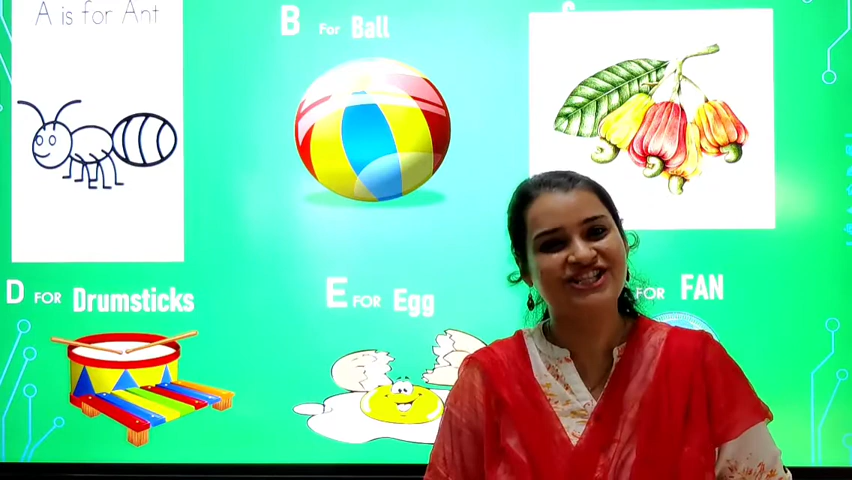 A is for Ant
B For Ball
D FOR Drumsticks
E FOR Egg
FOR FAN